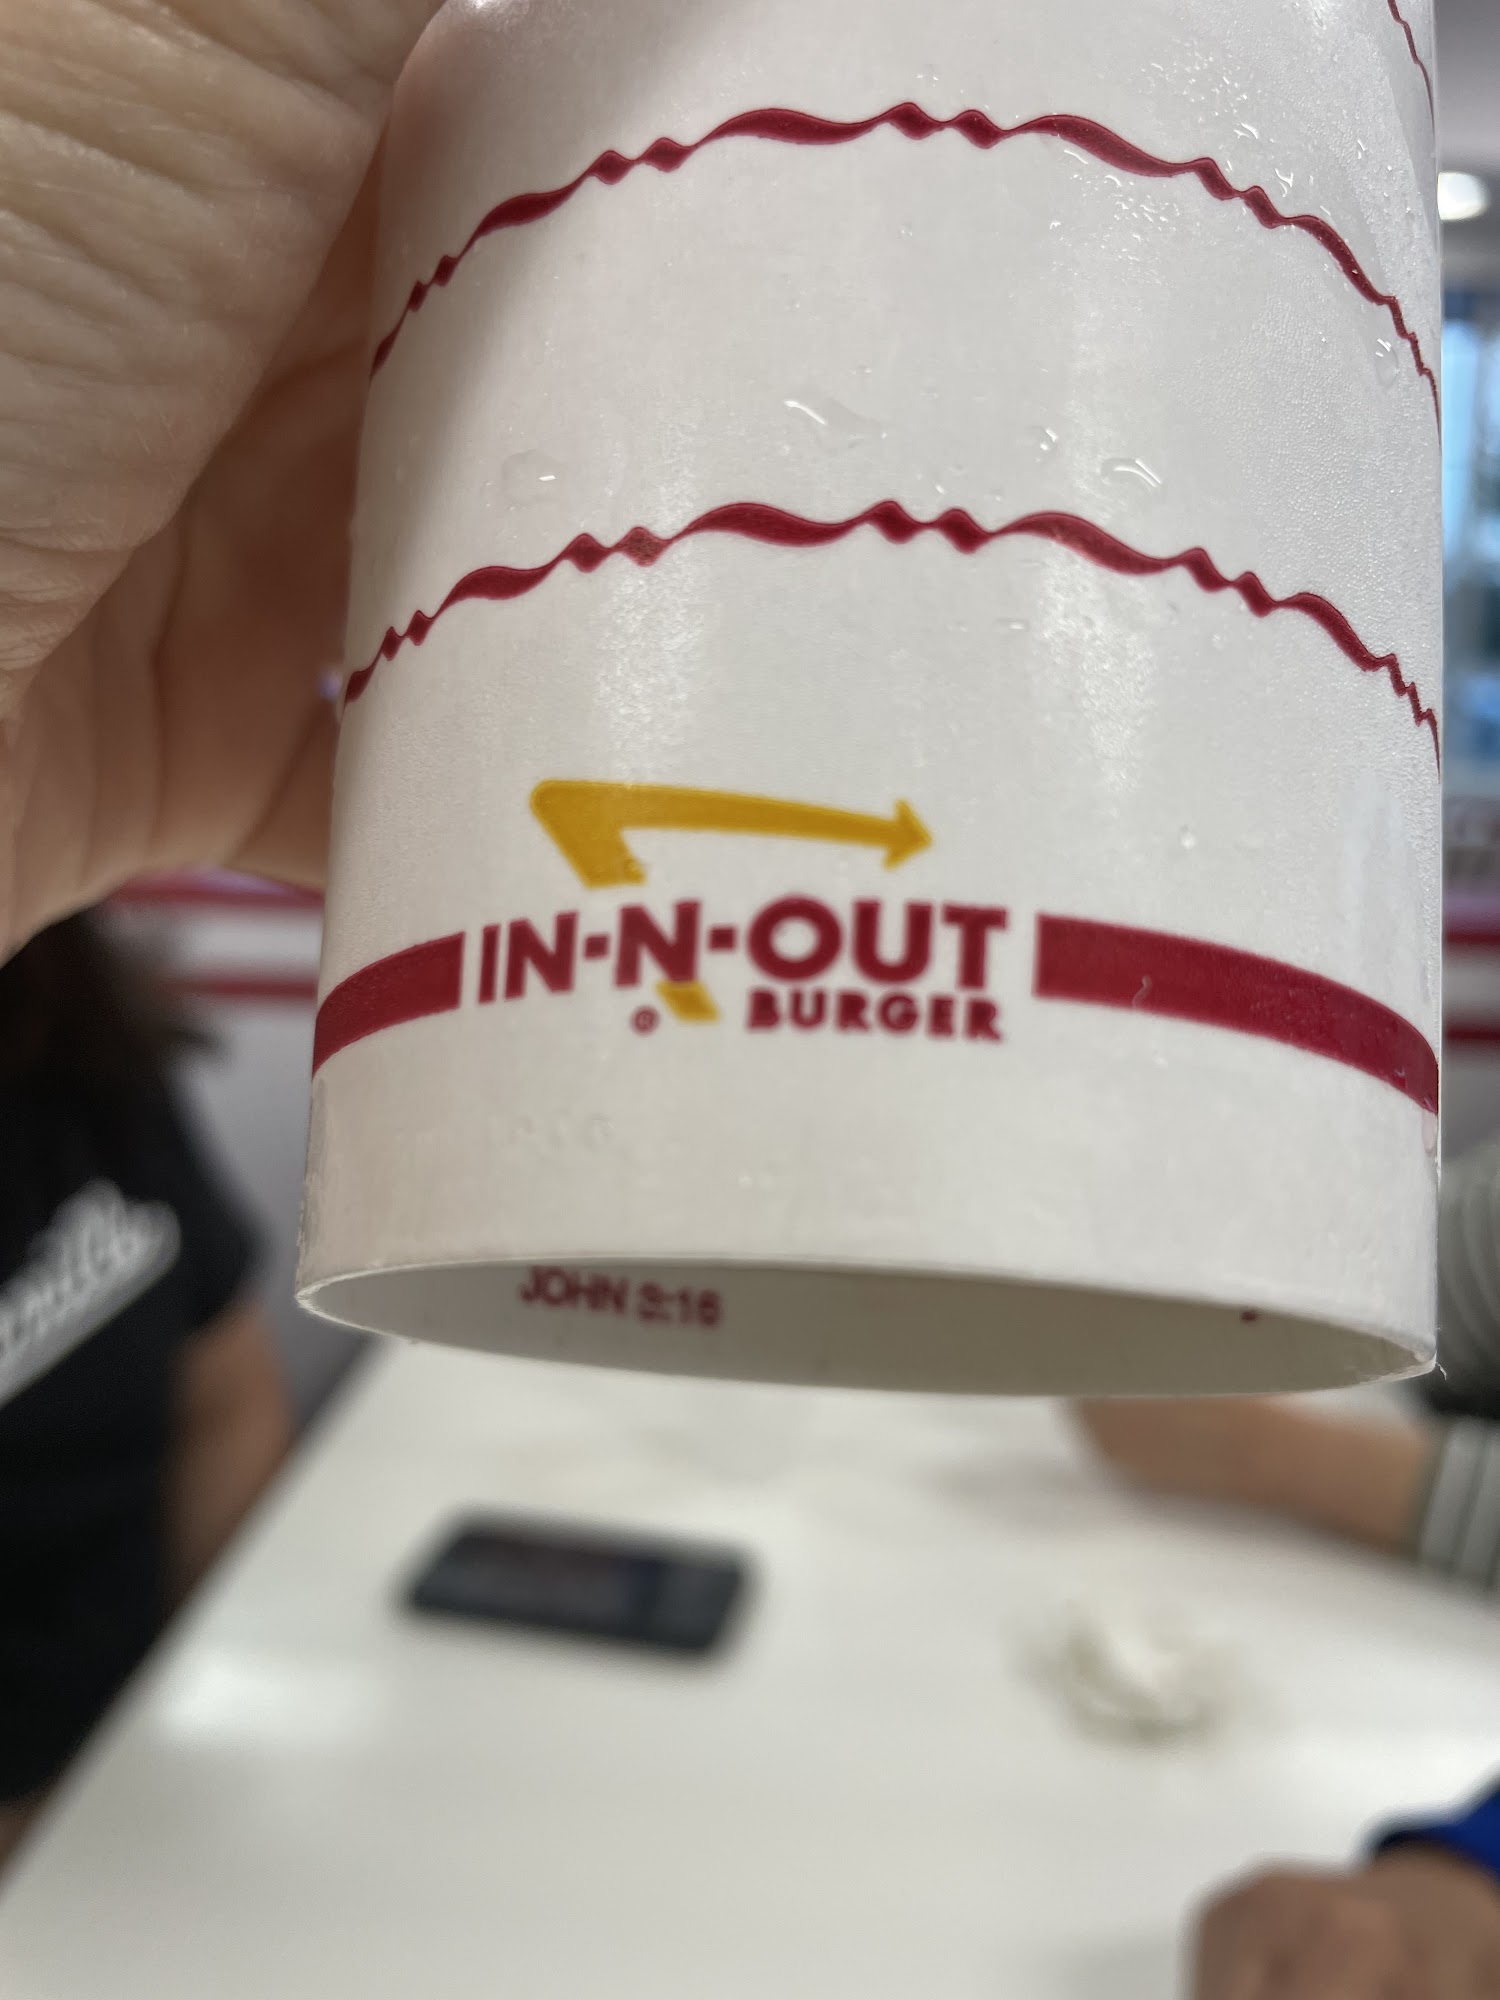 IN-N-OUT
®
BURGER
JOHN 3:16